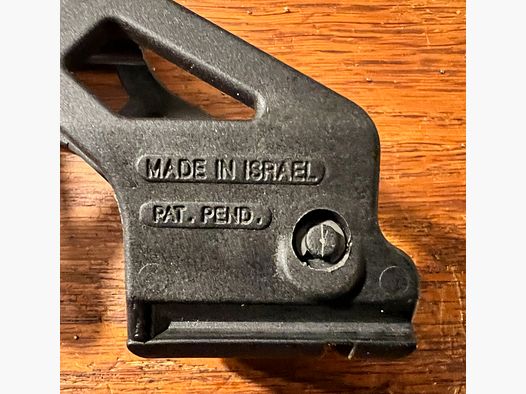 MADE IN ISRAEL
PAT. PEND.